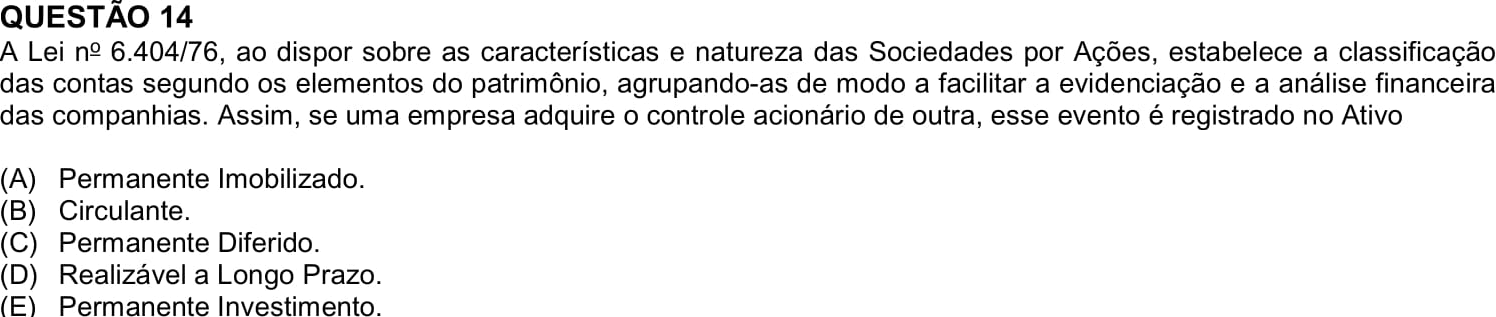 QUESTÃO 14
A Lei nº 6.404/76, ao dispor sobre as características e natureza das Sociedades por Ações, estabelece a classificação
das contas segundo os elementos do patrimônio, agrupando-as de modo a facilitar a evidenciação e a análise financeira
das companhias. Assim, se uma empresa adquire o controle acionário de outra, esse evento é registrado no Ativo
(A) Permanente Imobilizado.
(B) Circulante.
(C) Permanente Diferido.
(D) Realizável a Longo Prazo.
(E) Permanente Investimento.